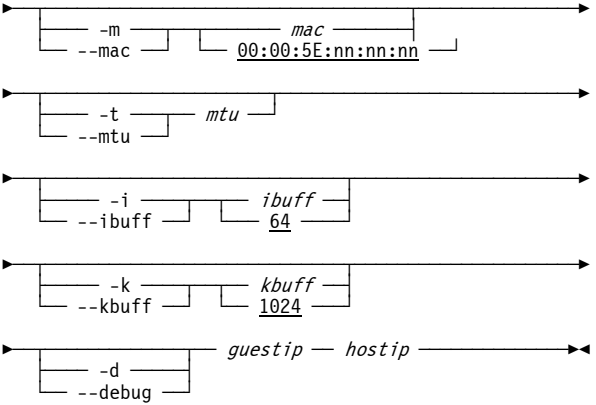 -m mac
--mac 00:00:5E:nn:nn:nn
-t mtu
--mtu
-i ibuff
--ibuff 64
-k kbuff
--kbuff 1024
guestip hostip
-d
--debug